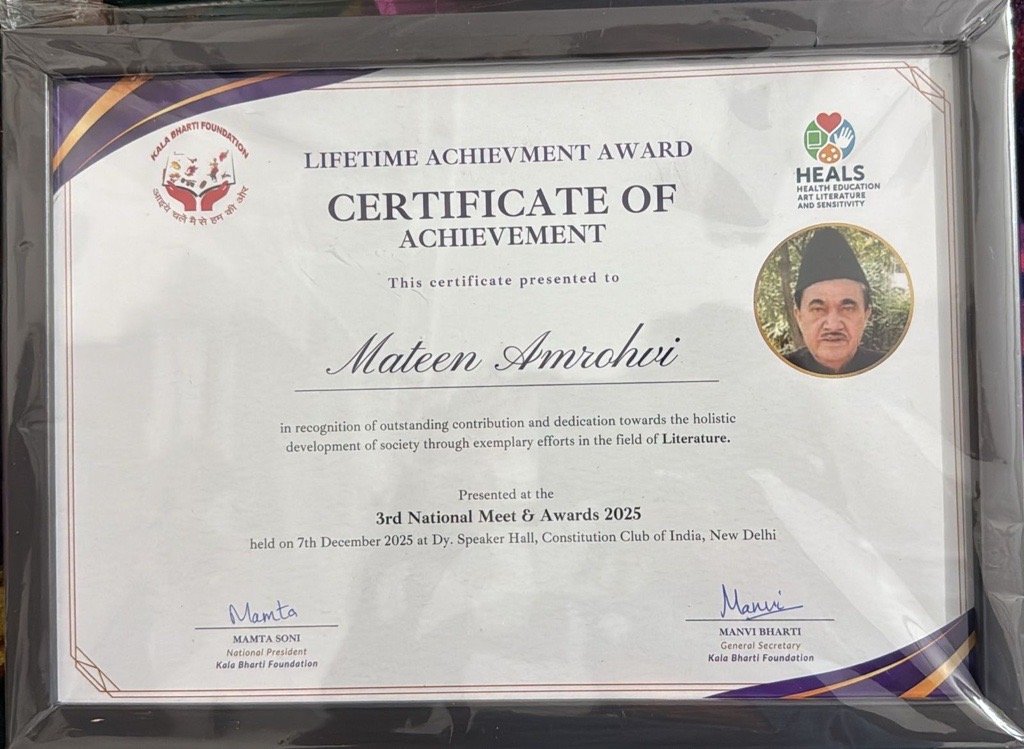 KALA BHARTI FOUNDATION
आइये चलें मैं से हम की ओर
LIFETIME ACHIEVMENT AWARD
HEALS
HEALTH EDUCATION
ART LITERATURE
AND SENSITIVITY
CERTIFICATE OF
ACHIEVEMENT
This certificate presented to
Mateen Amrohvi
in recognition of outstanding contribution and dedication towards the holistic
development of society through exemplary efforts in the field of Literature.
Presented at the
3rd National Meet & Awards 2025
held on 7th December 2025 at Dy. Speaker Hall, Constitution Club of India, New Delhi
Mamta
MAMTA SONI
National President
Kala Bharti Foundation
Manvi
MANVI BHARTI
General Secretary
Kala Bharti Foundation